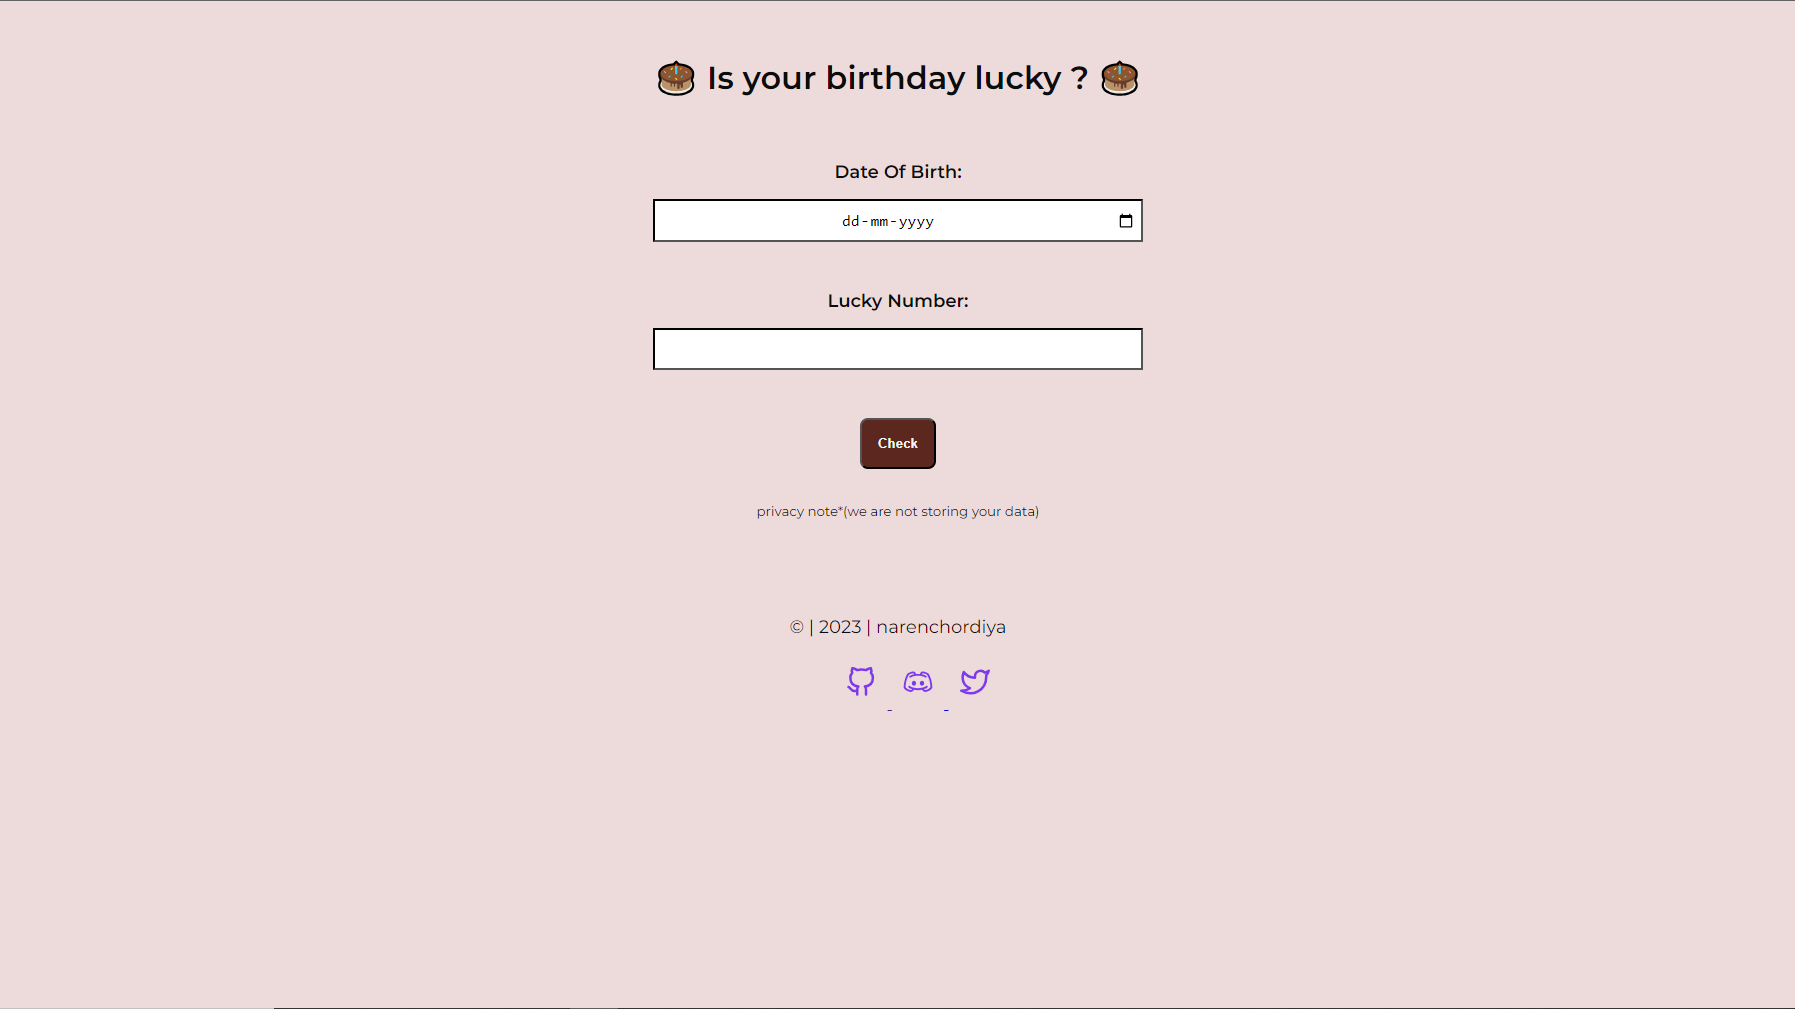 Is your birthday lucky ?
Date Of Birth:
dd-mm-yyyy
Lucky Number:
Check
privacy note*(we are not storing your data)
© | 2023 | narenchordiya